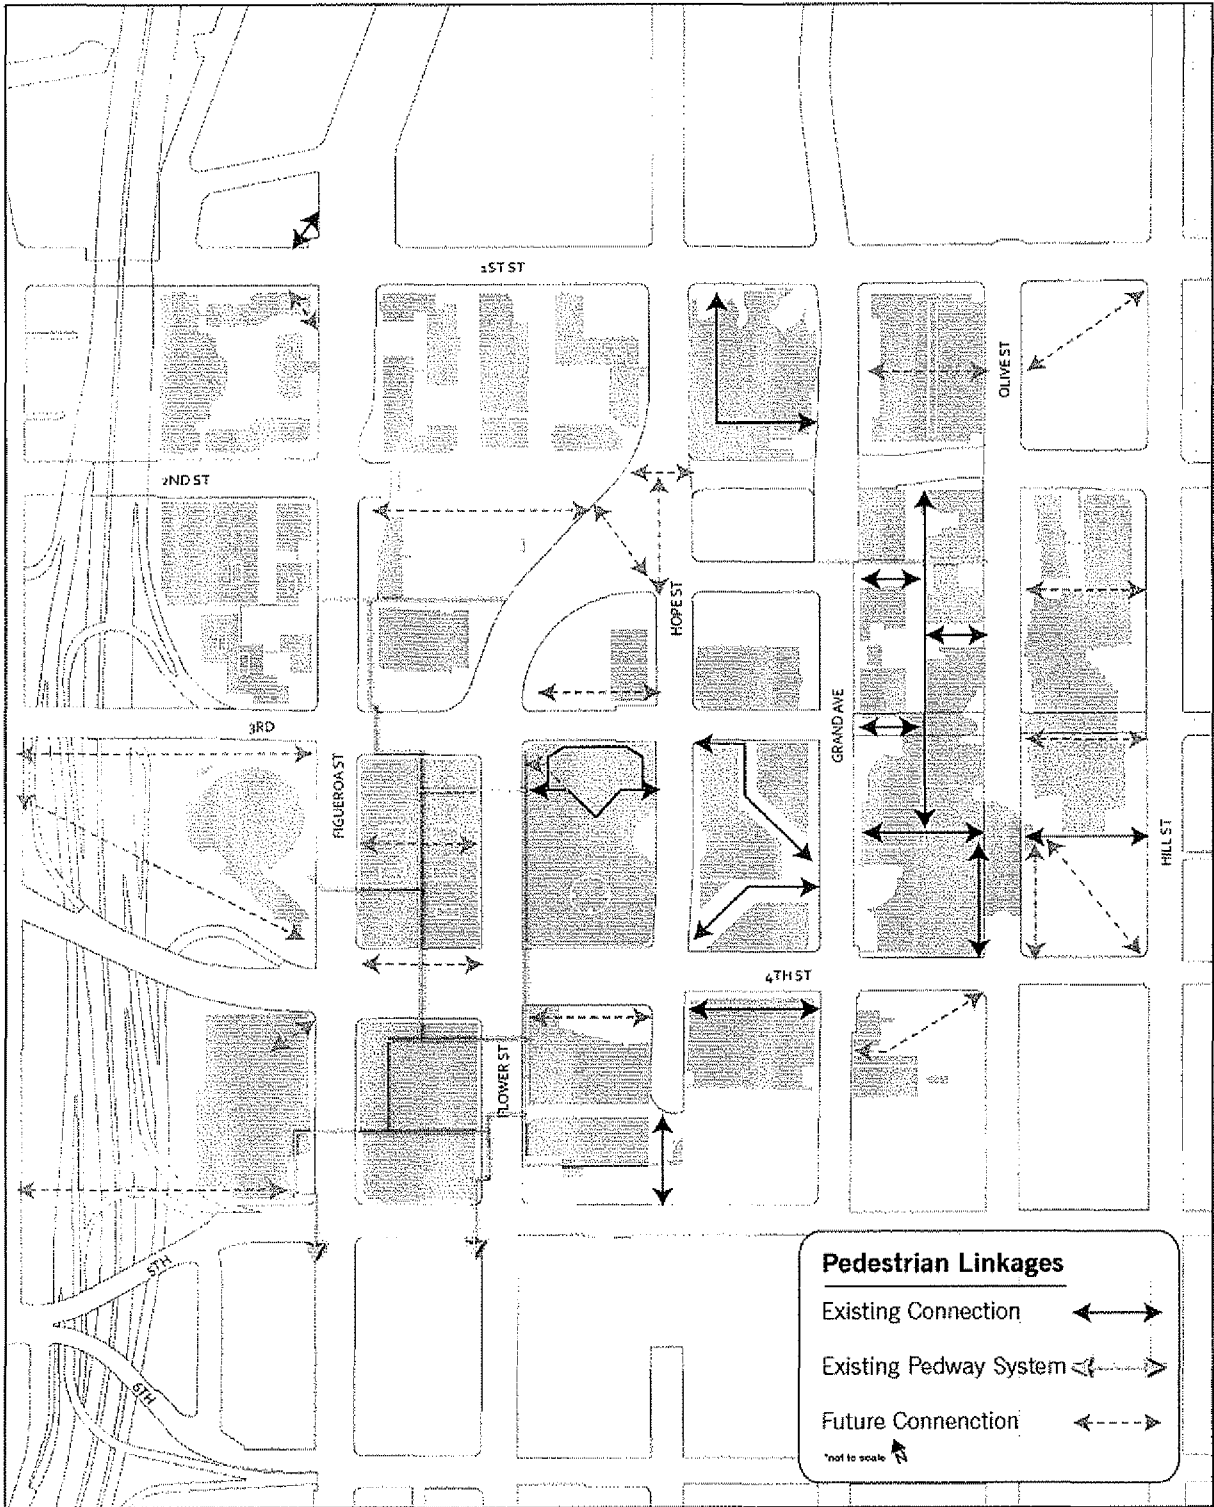 1ST ST
OLIVE ST
2ND ST
HOPE ST
GRAND AVE
3RD
FIGUEROA ST
HILL ST
4TH ST
FLOWER ST
5TH
6TH
Pedestrian Linkages
Existing Connection
Existing Pedway System
Future Connenction
*not to scale N